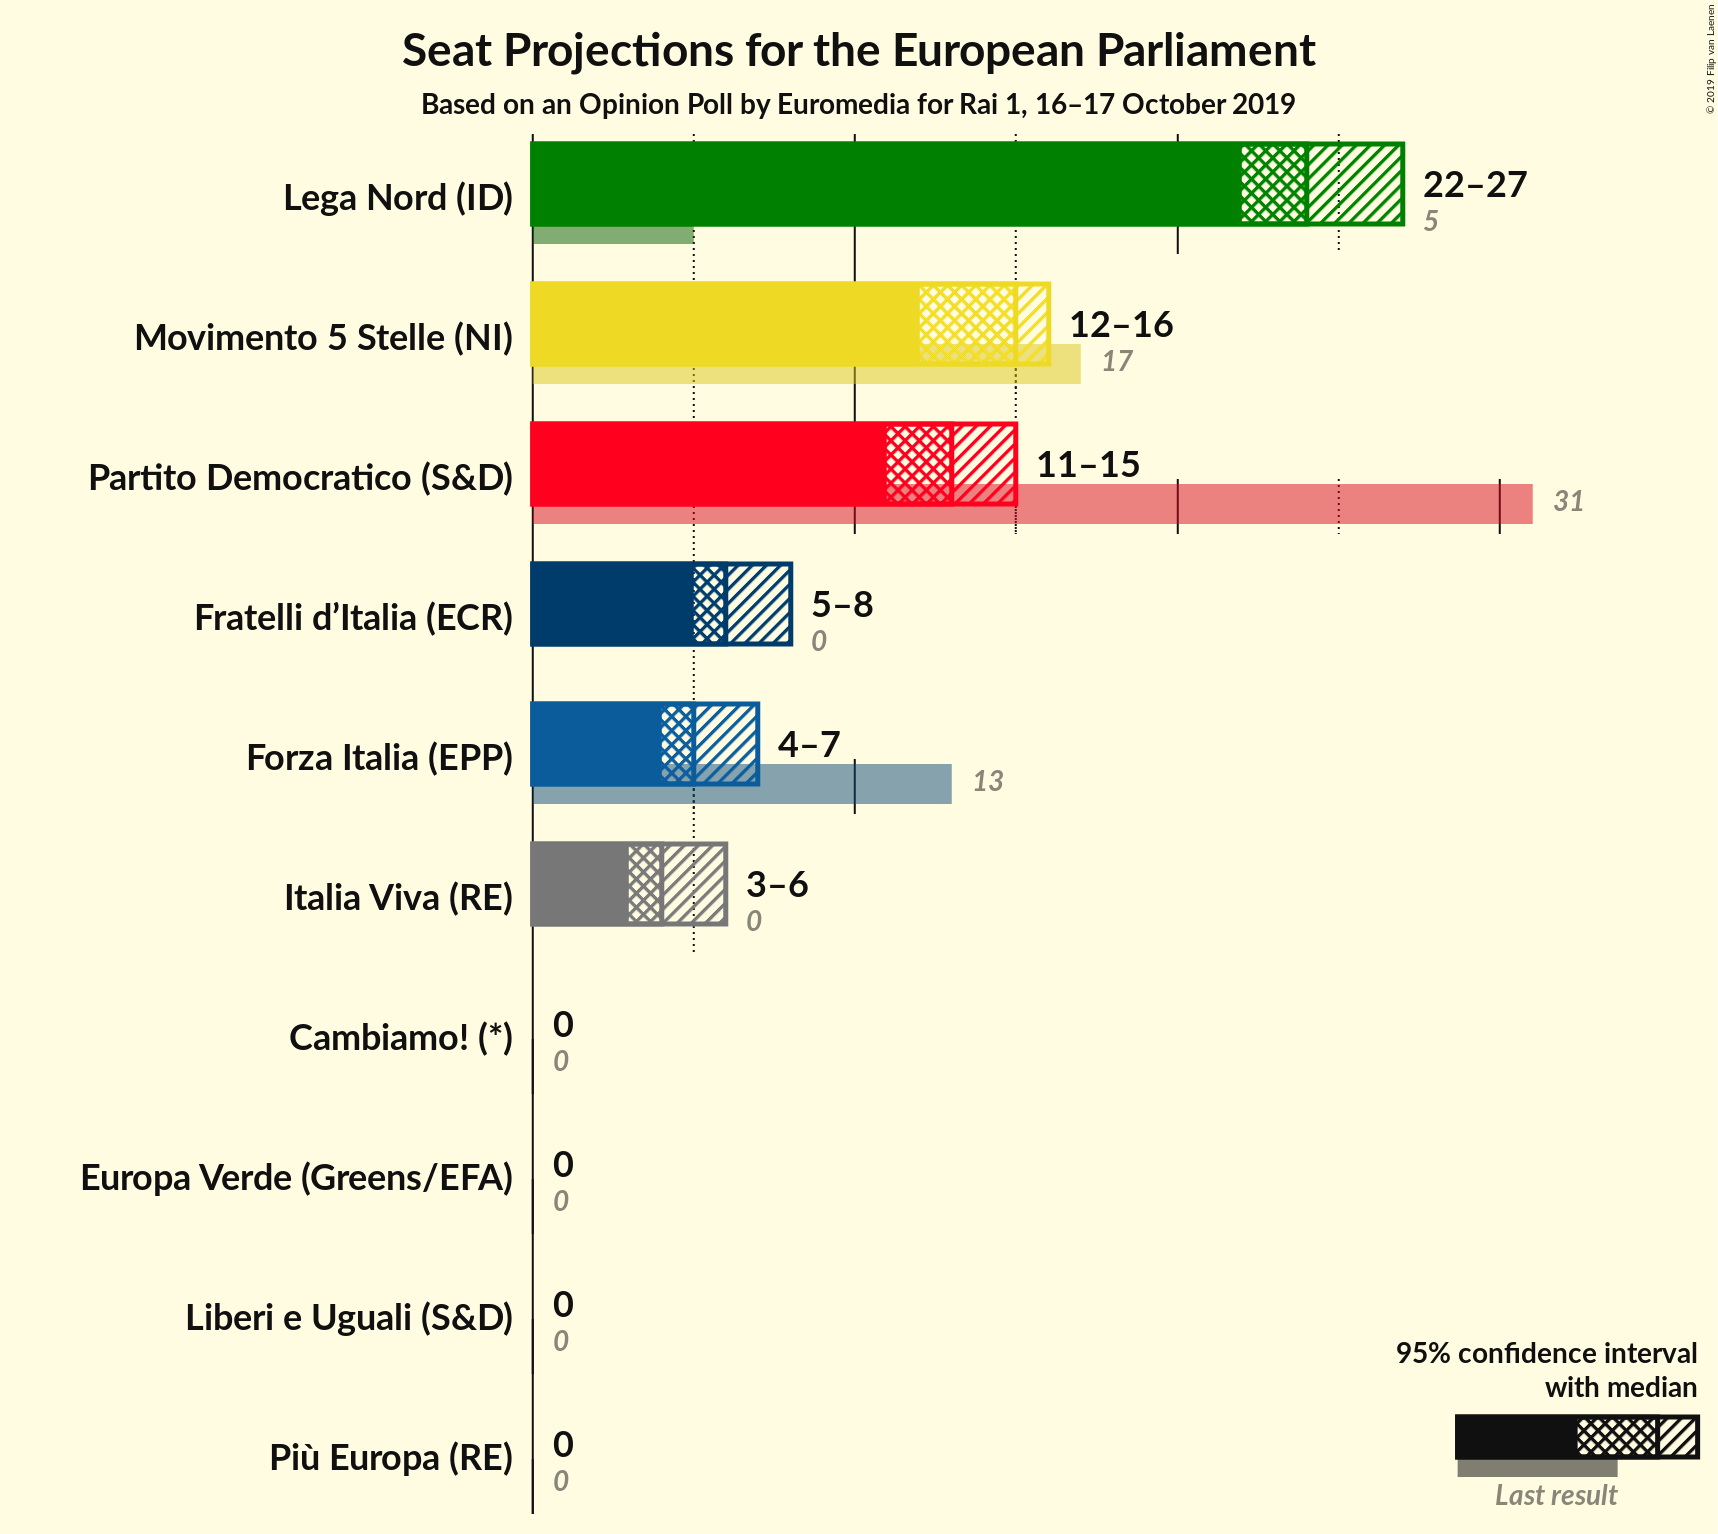 Seat Projections for the European Parliament
Based on an Opinion Poll by Euromedia for Rai 1, 16–17 October 2019
© 2019 Filip van Laenen
Lega Nord (ID)
22–27
5
Movimento 5 Stelle (NI)
12–16
17
Partito Democratico (S&D)
11–15
31
Fratelli d’Italia (ECR)
5–8
0
Forza Italia (EPP)
4–7
13
Italia Viva (RE)
3–6
0
Cambiamo! (*)
0
0
Europa Verde (Greens/EFA)
0
0
Liberi e Uguali (S&D)
0
0
Più Europa (RE)
0
0
95% confidence interval
with median
Last result